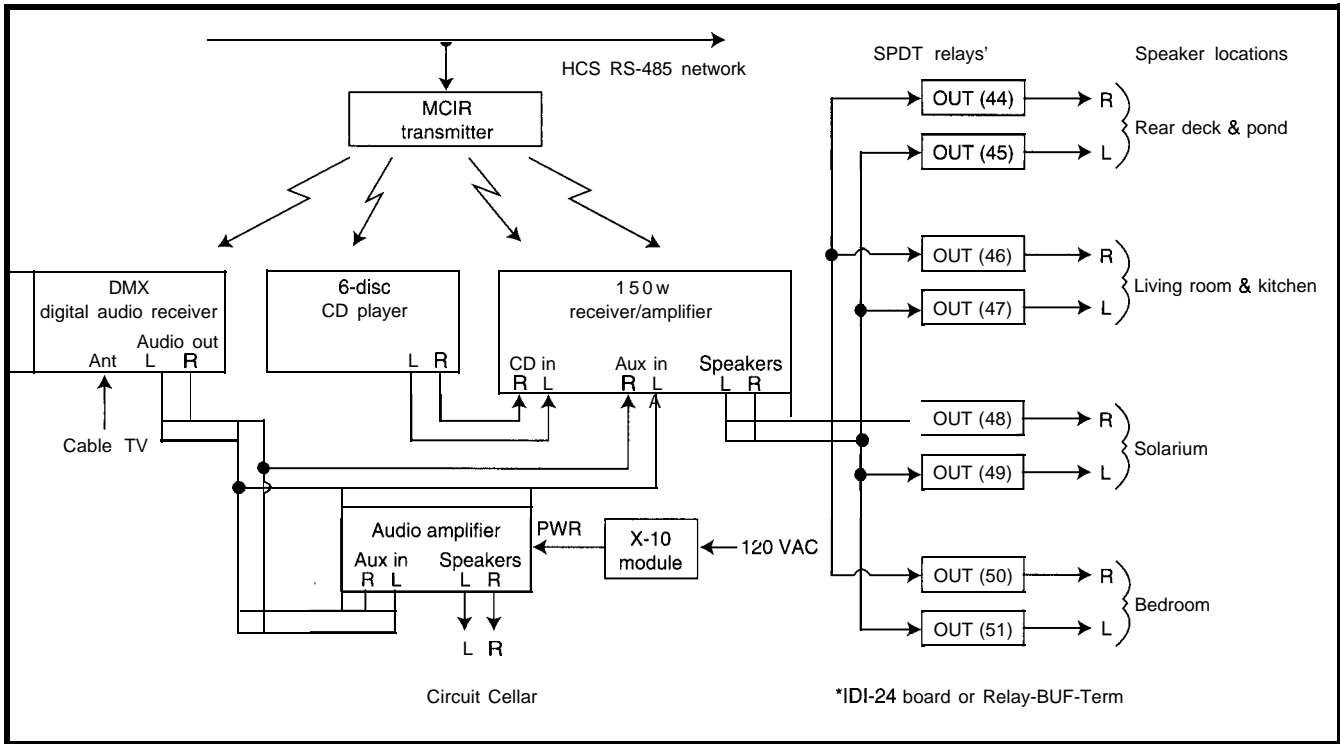 HCS RS-485 network
MCIR
transmitter
DMX
digital audio receiver
Audio out
Ant L R
Cable TV
6-disc
CD player
L R
150w
receiver/amplifier
CD in Aux in Speakers
R L R L L R
Audio amplifier
Aux in Speakers
R L L R
L R
PWR
X-10
module
120 VAC
Circuit Cellar
SPDT relays'
Speaker locations
OUT (44) R
Rear deck & pond
OUT (45) L
OUT (46) R
Living room & kitchen
OUT (47) L
OUT (48) R
Solarium
OUT (49) L
OUT (50) R
Bedroom
OUT (51) L
*IDI-24 board or Relay-BUF-Term